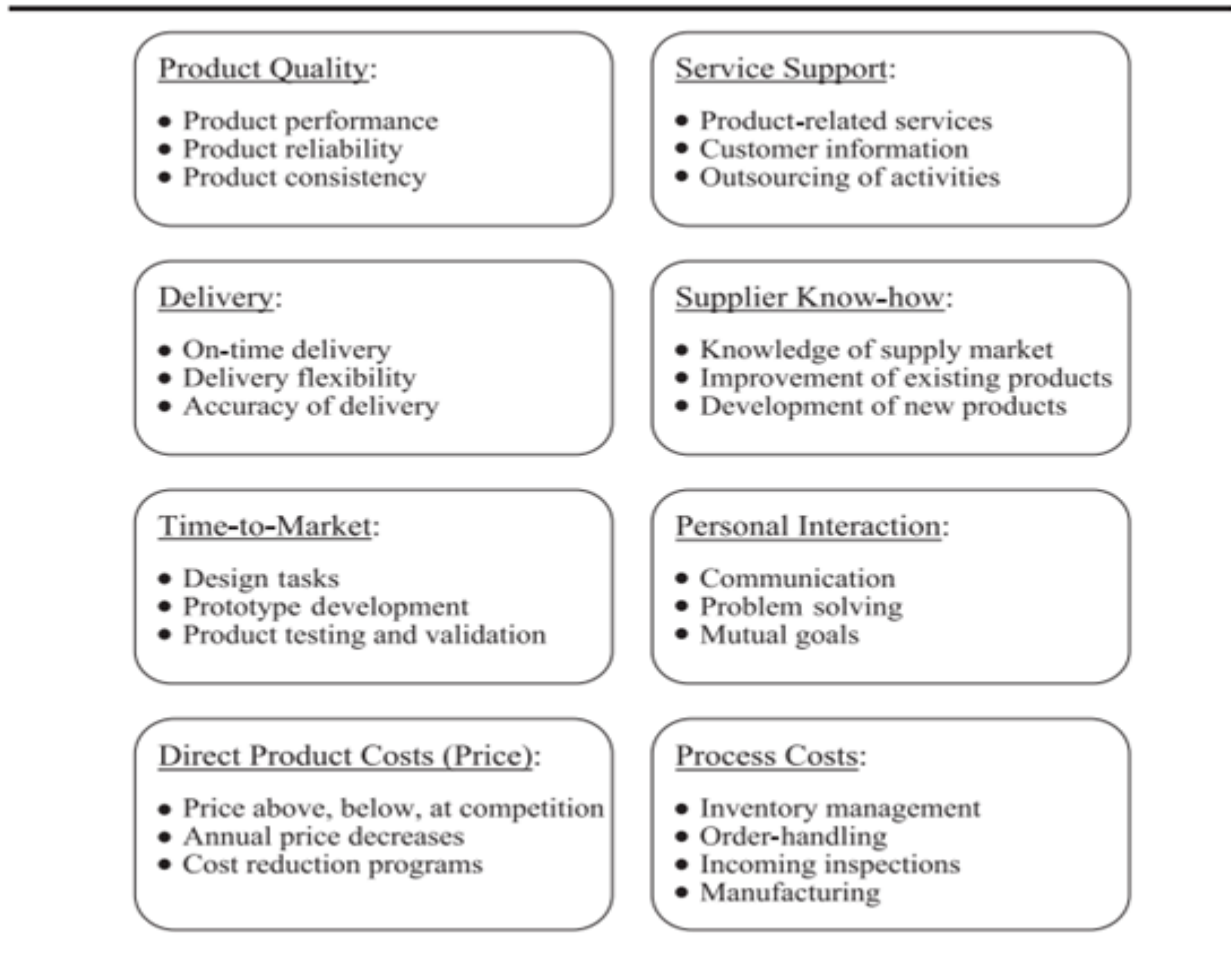 Product Quality:
• Product performance
• Product reliability
• Product consistency
Service Support:
• Product-related services
• Customer information
• Outsourcing of activities
Delivery:
• On-time delivery
• Delivery flexibility
• Accuracy of delivery
Supplier Know-how:
• Knowledge of supply market
• Improvement of existing products
• Development of new products
Time-to-Market:
• Design tasks
• Prototype development
• Product testing and validation
Personal Interaction:
• Communication
• Problem solving
• Mutual goals
Direct Product Costs (Price):
• Price above, below, at competition
• Annual price decreases
• Cost reduction programs
Process Costs:
• Inventory management
• Order-handling
• Incoming inspections
• Manufacturing